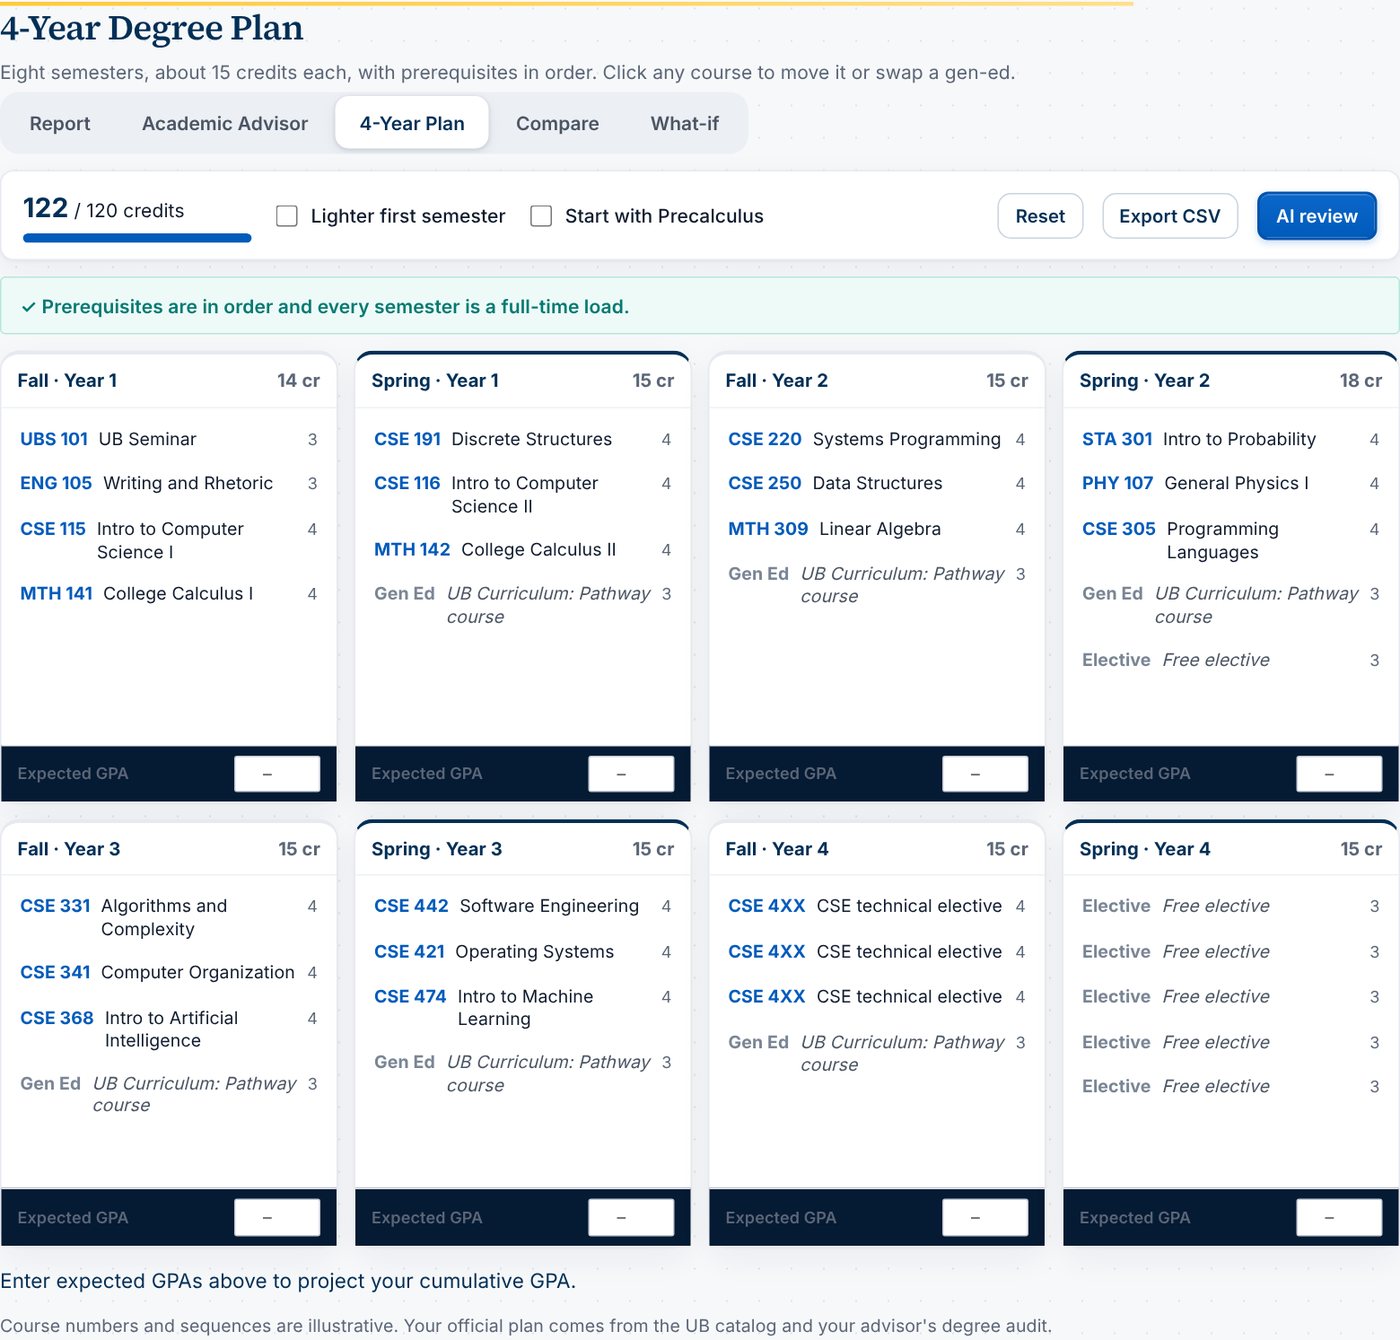 4-Year Degree Plan
Eight semesters, about 15 credits each, with prerequisites in order. Click any course to move it or swap a gen-ed.
Report Academic Advisor 4-Year Plan Compare What-if
122 / 120 credits Lighter first semester Start with Precalculus Reset Export CSV AI review
✓ Prerequisites are in order and every semester is a full-time load.
Fall · Year 1 14 cr
UBS 101 UB Seminar 3
ENG 105 Writing and Rhetoric 3
CSE 115 Intro to Computer 4
Science I
MTH 141 College Calculus I 4
Expected GPA –
Spring · Year 1 15 cr
CSE 191 Discrete Structures 4
CSE 116 Intro to Computer 4
Science II
MTH 142 College Calculus II 4
Gen Ed UB Curriculum: Pathway 3
course
Expected GPA –
Fall · Year 2 15 cr
CSE 220 Systems Programming 4
CSE 250 Data Structures 4
MTH 309 Linear Algebra 4
Gen Ed UB Curriculum: Pathway 3
course
Expected GPA –
Spring · Year 2 18 cr
STA 301 Intro to Probability 4
PHY 107 General Physics I 4
CSE 305 Programming 4
Languages
Gen Ed UB Curriculum: Pathway 3
course
Elective Free elective 3
Expected GPA –
Fall · Year 3 15 cr
CSE 331 Algorithms and 4
Complexity
CSE 341 Computer Organization 4
CSE 368 Intro to Artificial 4
Intelligence
Gen Ed UB Curriculum: Pathway 3
course
Expected GPA –
Spring · Year 3 15 cr
CSE 442 Software Engineering 4
CSE 421 Operating Systems 4
CSE 474 Intro to Machine 4
Learning
Gen Ed UB Curriculum: Pathway 3
course
Expected GPA –
Fall · Year 4 15 cr
CSE 4XX CSE technical elective 4
CSE 4XX CSE technical elective 4
CSE 4XX CSE technical elective 4
Gen Ed UB Curriculum: Pathway 3
course
Expected GPA –
Spring · Year 4 15 cr
Elective Free elective 3
Elective Free elective 3
Elective Free elective 3
Elective Free elective 3
Elective Free elective 3
Expected GPA –
Enter expected GPAs above to project your cumulative GPA.
Course numbers and sequences are illustrative. Your official plan comes from the UB catalog and your advisor's degree audit.